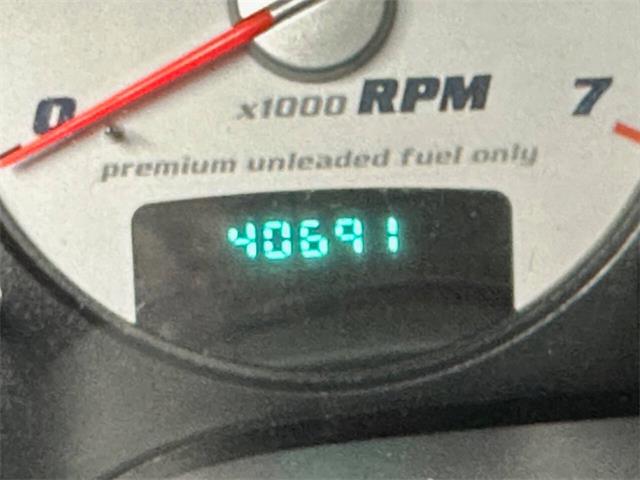 0 x1000 RPM 7
premium unleaded fuel only
40691